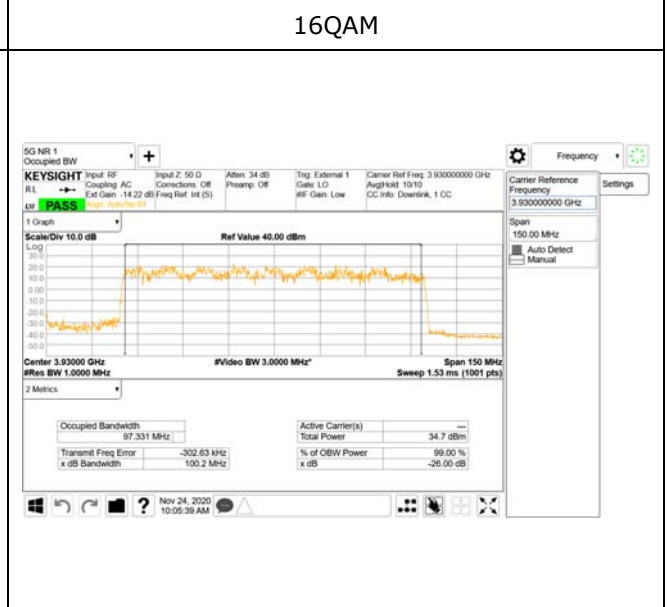 16QAM
5G NR 1
Occupied BW
Frequency
KEYSIGHT
Input: RF
Input Z: 50 Ω
Atten: 34 dB
Trig: External 1
Carrier Ref Freq: 3.930000000 GHz
R L
Coupling: AC
Corrections: Off
Preamp: Off
Gate: LO
Avg|Hold: 10/10
Ext Gain: -14.22 dB
Freq Ref: Int (S)
#IF Gain: Low
CC Info: Downlink, 1 CC
PASS
Align: Auto/No RF
Carrier Reference
Frequency
3.930000000 GHz
Settings
Span
150.00 MHz
Auto Detect
Manual
1 Graph
Scale/Div 10.0 dB
Ref Value 40.00 dBm
Log
30.0
20.0
10.0
0.00
-10.0
-20.0
-30.0
-40.0
-50.0
Center 3.93000 GHz
#Video BW 3.0000 MHz*
Span 150 MHz
#Res BW 1.0000 MHz
Sweep 1.53 ms (1001 pts)
2 Metrics
Occupied Bandwidth
97.331 MHz
Active Carrier(s)
---
Total Power
34.7 dBm
Transmit Freq Error
-302.63 kHz
% of OBW Power
99.00 %
x dB Bandwidth
100.2 MHz
x dB
-26.00 dB
?
Nov 24, 2020
10:05:39 AM